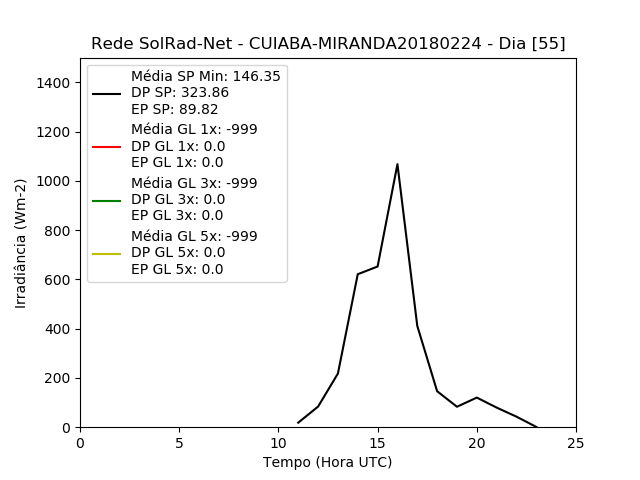 Rede SolRad-Net - CUIABA-MIRANDA20180224 - Dia [55]
Média SP Min: 146.35
DP SP: 323.86
EP SP: 89.82
Média GL 1x: -999
DP GL 1x: 0.0
EP GL 1x: 0.0
Média GL 3x: -999
DP GL 3x: 0.0
EP GL 3x: 0.0
Média GL 5x: -999
DP GL 5x: 0.0
EP GL 5x: 0.0
Irradiância (Wm-2)
1400
1200
1000
800
600
400
200
0
0 5 10 15 20 25
Tempo (Hora UTC)